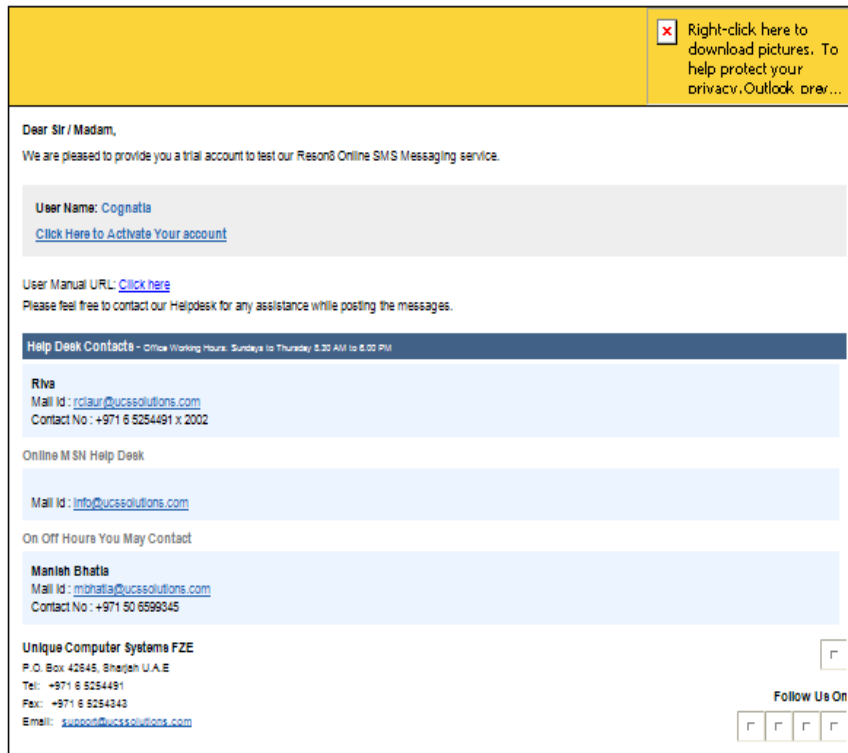 Right-click here to
download pictures. To
help protect your
privacy,Outlook prev...
Dear Sir / Madam,
We are pleased to provide you a trial account to test our Reson8 Online SMS Messaging service.
User Name: Cognatia
Click Here to Activate Your account
User Manual URL: Click here
Please feel free to contact our Helpdesk for any assistance while posting the messages.
Help Desk Contacts - Office Working Hours: Sundays to Thursday 8.30 AM to 6.00 PM
Riva
Mail Id : rclaur@ucssolutions.com
Contact No : +971 6 5254491 x 2002
Online MSN Help Desk
Mail Id : info@ucssolutions.com
On Off Hours You May Contact
Manish Bhatia
Mail Id : mbhatia@ucssolutions.com
Contact No : +971 50 6599345
Unique Computer Systems FZE
P.O. Box 42645, Sharjah U.A.E
Tel: +971 6 5254491
Fax: +971 6 5254343
Email: support@ucssolutions.com
Follow Us On